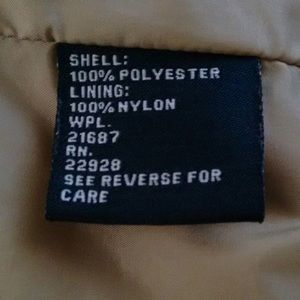 SHELL:
100% POLYESTER
LINING:
100% NYLON
WPL.
21687
RN.
22928
SEE REVERSE FOR
CARE